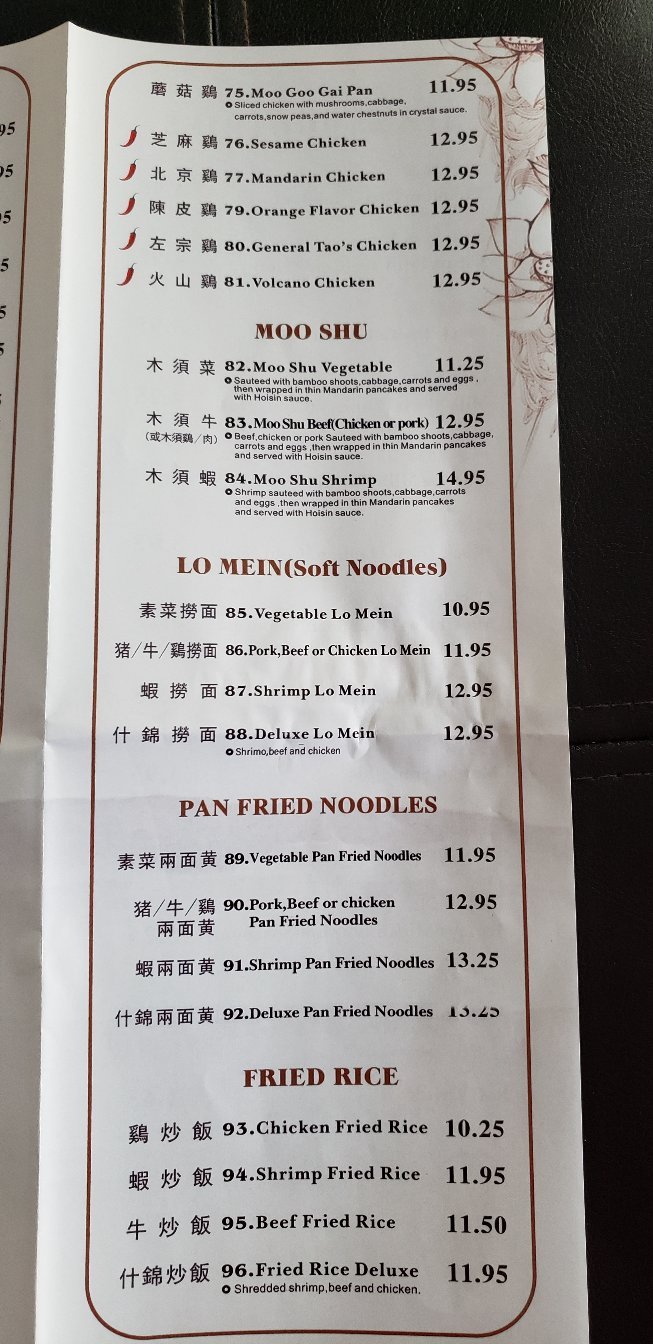 95
95
5
5
5
5
蘑菇鷄 75.Moo Goo Gai Pan 11.95
Sliced chicken with mushrooms,cabbage,
carrots,snow peas,and water chestnuts in crystal sauce.
芝麻鷄 76.Sesame Chicken 12.95
北京鷄 77.Mandarin Chicken 12.95
陳皮鷄 79.Orange Flavor Chicken 12.95
左宗鷄 80.General Tao's Chicken 12.95
火山鷄 81.Volcano Chicken 12.95
MOO SHU
木須菜 82.Moo Shu Vegetable 11.25
Sauteed with bamboo shoots,cabbage,carrots and eggs ,
then wrapped in thin Mandarin pancakes and served
with Hoisin sauce.
木須牛 83.Moo Shu Beef(Chicken or pork) 12.95
(或木須鷄/肉) Beef,chicken or pork Sauteed with bamboo shoots,cabbage,
carrots and eggs ,then wrapped in thin Mandarin pancakes
and served with Hoisin sauce.
木須蝦 84.Moo Shu Shrimp 14.95
Shrimp sauteed with bamboo shoots,cabbage,carrots
and eggs ,then wrapped in thin Mandarin pancakes
and served with Hoisin sauce.
LO MEIN(Soft Noodles)
素菜撈面 85.Vegetable Lo Mein 10.95
猪/牛/鷄撈面 86.Pork,Beef or Chicken Lo Mein 11.95
蝦撈面 87.Shrimp Lo Mein 12.95
什錦撈面 88.Deluxe Lo Mein 12.95
Shrimo,beef and chicken
PAN FRIED NOODLES
素菜兩面黄 89.Vegetable Pan Fried Noodles 11.95
猪/牛/鷄 90.Pork,Beef or chicken 12.95
兩面黄 Pan Fried Noodles
蝦兩面黄 91.Shrimp Pan Fried Noodles 13.25
什錦兩面黄 92.Deluxe Pan Fried Noodles 13.25
FRIED RICE
鷄炒飯 93.Chicken Fried Rice 10.25
蝦炒飯 94.Shrimp Fried Rice 11.95
牛炒飯 95.Beef Fried Rice 11.50
什錦炒飯 96.Fried Rice Deluxe 11.95
Shredded shrimp,beef and chicken.